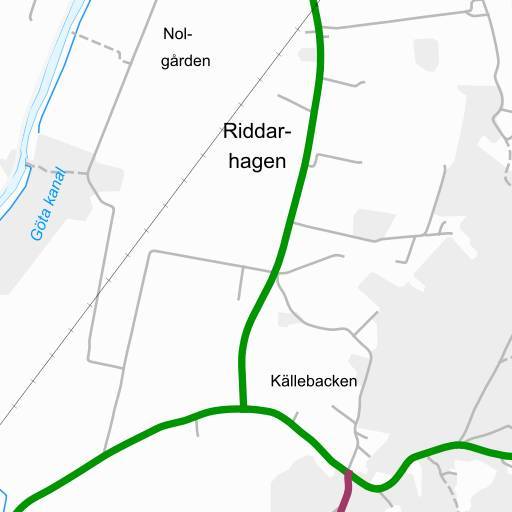 Nol-
gården
Riddar-
hagen
Göta kanal
Källebacken